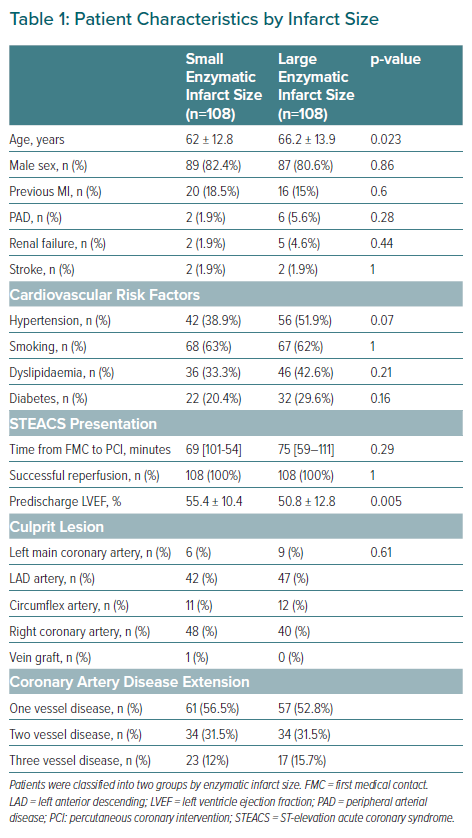 Table 1: Patient Characteristics by Infarct Size
Small Enzymatic Infarct Size (n=108) Large Enzymatic Infarct Size (n=108) p-value
Age, years 62 ± 12.8 66.2 ± 13.9 0.023
Male sex, n (%) 89 (82.4%) 87 (80.6%) 0.86
Previous MI, n (%) 20 (18.5%) 16 (15%) 0.6
PAD, n (%) 2 (1.9%) 6 (5.6%) 0.28
Renal failure, n (%) 2 (1.9%) 5 (4.6%) 0.44
Stroke, n (%) 2 (1.9%) 2 (1.9%) 1
Cardiovascular Risk Factors
Hypertension, n (%) 42 (38.9%) 56 (51.9%) 0.07
Smoking, n (%) 68 (63%) 67 (62%) 1
Dyslipidaemia, n (%) 36 (33.3%) 46 (42.6%) 0.21
Diabetes, n (%) 22 (20.4%) 32 (29.6%) 0.16
STEACS Presentation
Time from FMC to PCI, minutes 69 [101-54] 75 [59–111] 0.29
Successful reperfusion, n (%) 108 (100%) 108 (100%) 1
Predischarge LVEF, % 55.4 ± 10.4 50.8 ± 12.8 0.005
Culprit Lesion
Left main coronary artery, n (%) 6 (%) 9 (%) 0.61
LAD artery, n (%) 42 (%) 47 (%)
Circumflex artery, n (%) 11 (%) 12 (%)
Right coronary artery, n (%) 48 (%) 40 (%)
Vein graft, n (%) 1 (%) 0 (%)
Coronary Artery Disease Extension
One vessel disease, n (%) 61 (56.5%) 57 (52.8%)
Two vessel disease, n (%) 34 (31.5%) 34 (31.5%)
Three vessel disease, n (%) 23 (12%) 17 (15.7%)
Patients were classified into two groups by enzymatic infarct size. FMC = first medical contact.
LAD = left anterior descending; LVEF = left ventricle ejection fraction; PAD = peripheral arterial
disease; PCI: percutaneous coronary intervention; STEACS = ST-elevation acute coronary syndrome.